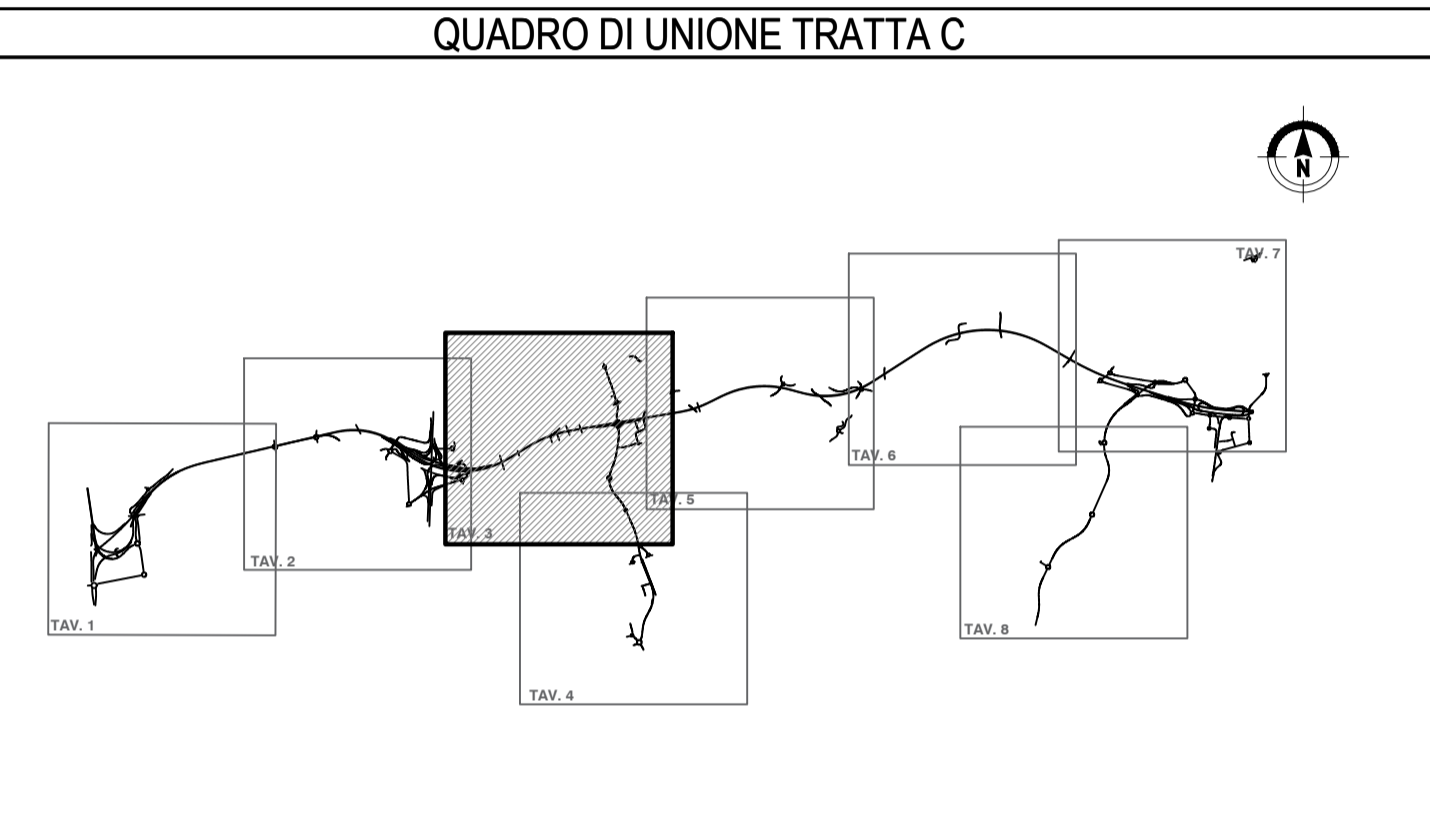 QUADRO DI UNIONE TRATTA C
N
TAV. 7
TAV. 6
TAV. 5
TAV. 3
TAV. 2
TAV. 1
TAV. 8
TAV. 4